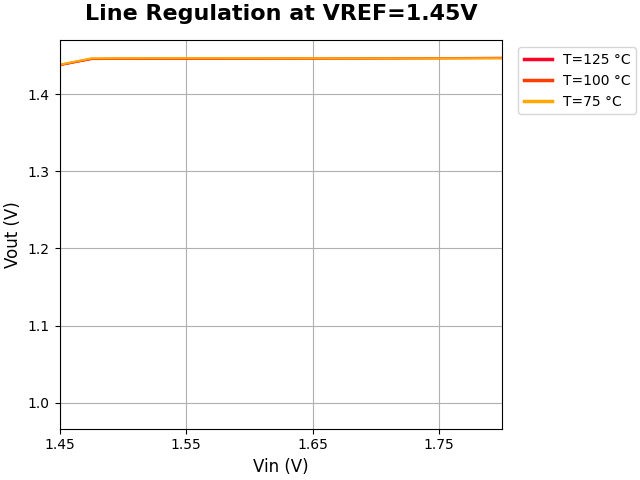 Line Regulation at VREF=1.45V
T=125 °C
T=100 °C
T=75 °C
Vout (V)
1.4
1.3
1.2
1.1
1.0
1.45
1.55
1.65
1.75
Vin (V)